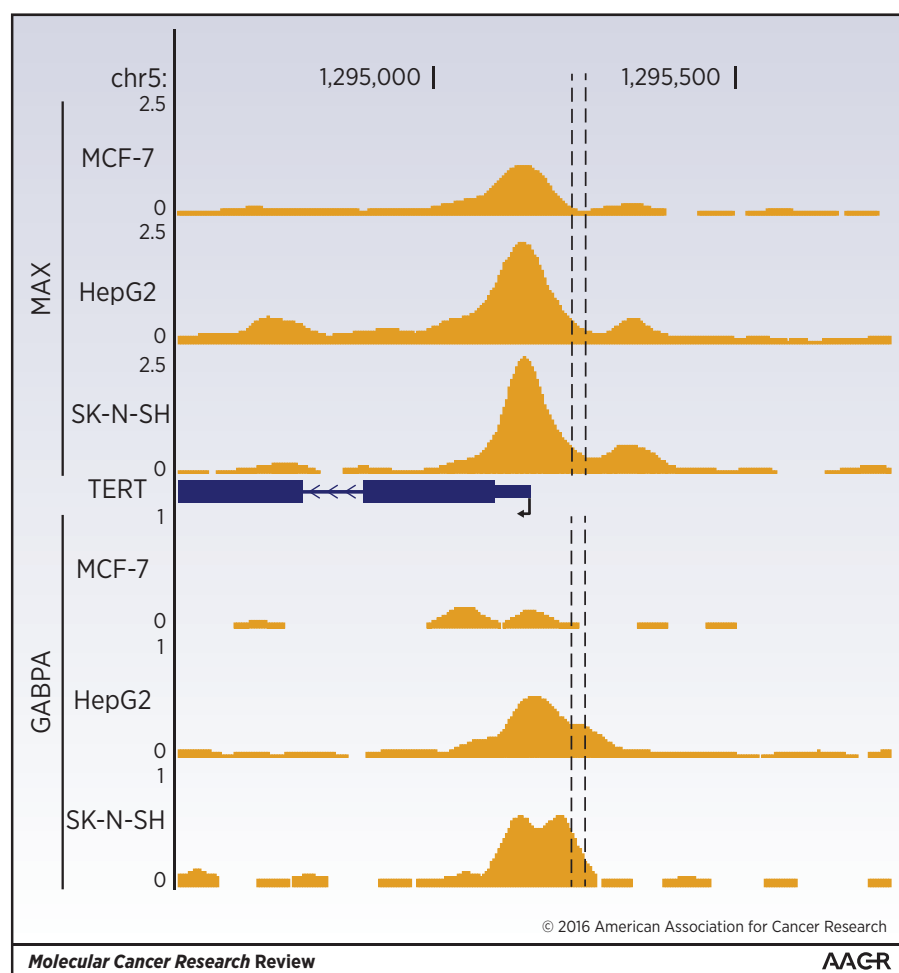 chr5: 1,295,000 1,295,500
2.5
MCF-7
0
2.5
MAX
HepG2
0
2.5
SK-N-SH
0
TERT
1
MCF-7
0
1
GABPA
HepG2
0
1
SK-N-SH
0
© 2016 American Association for Cancer Research
Molecular Cancer Research Review AACR